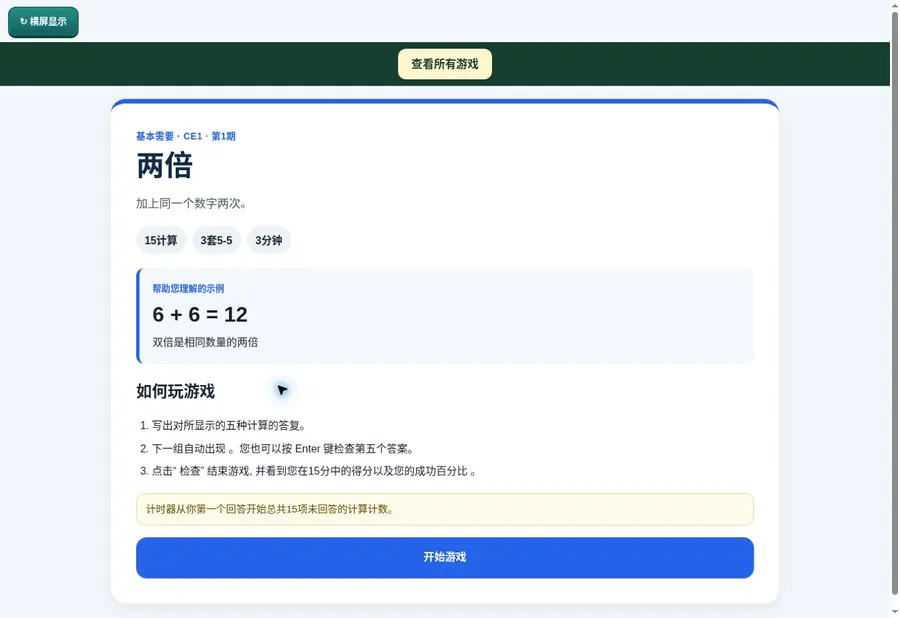 ↻ 横屏显示
查看所有游戏
基本需要 · CE1 · 第1期
两倍
加上同一个数字两次。
15计算
3套5-5
3分钟
帮助您理解的示例
6 + 6 = 12
双倍是相同数量的两倍
如何玩游戏
1. 写出对所显示的五种计算的答复。
2. 下一组自动出现 。您也可以按 Enter 键检查第五个答案。
3. 点击“ 检查” 结束游戏, 并看到您在15分中的得分以及您的成功百分比 。
计时器从你第一个回答开始总共15项未回答的计算计数。
开始游戏